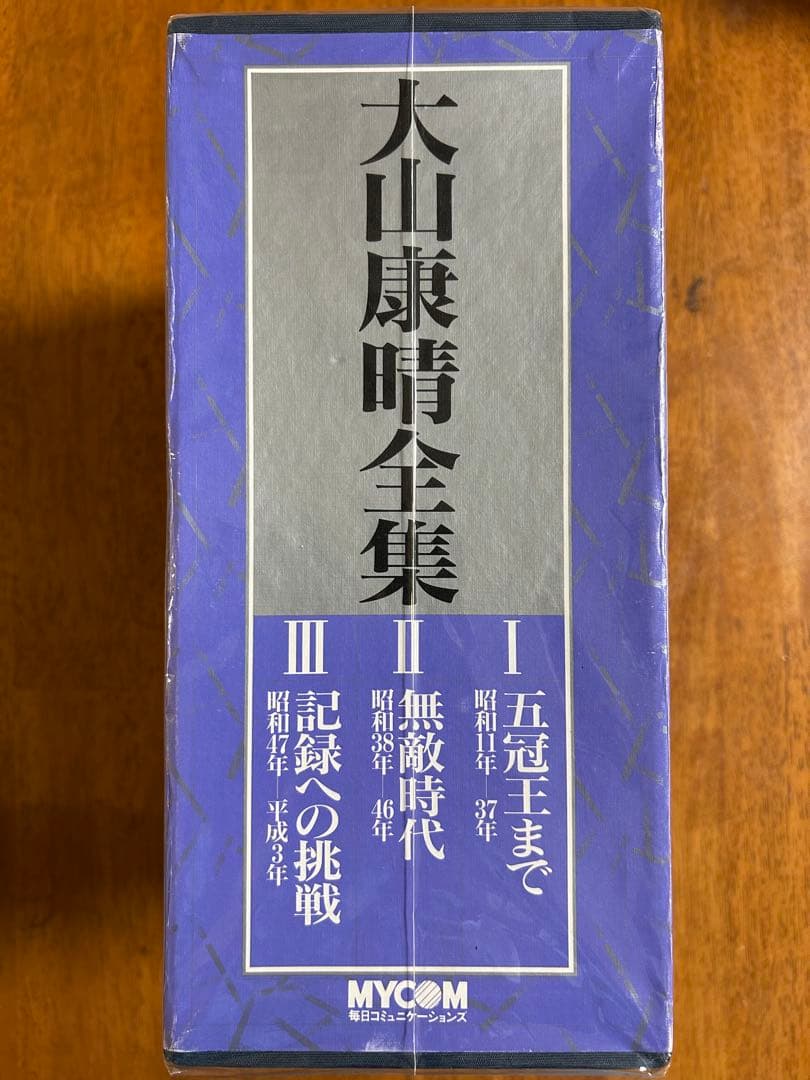 大山康晴全集
I
五冠王まで
昭和11年―37年
II
無敵時代
昭和38年―46年
III
記録への挑戦
昭和47年―平成3年
MYCOM
毎日コミュニケーションズ